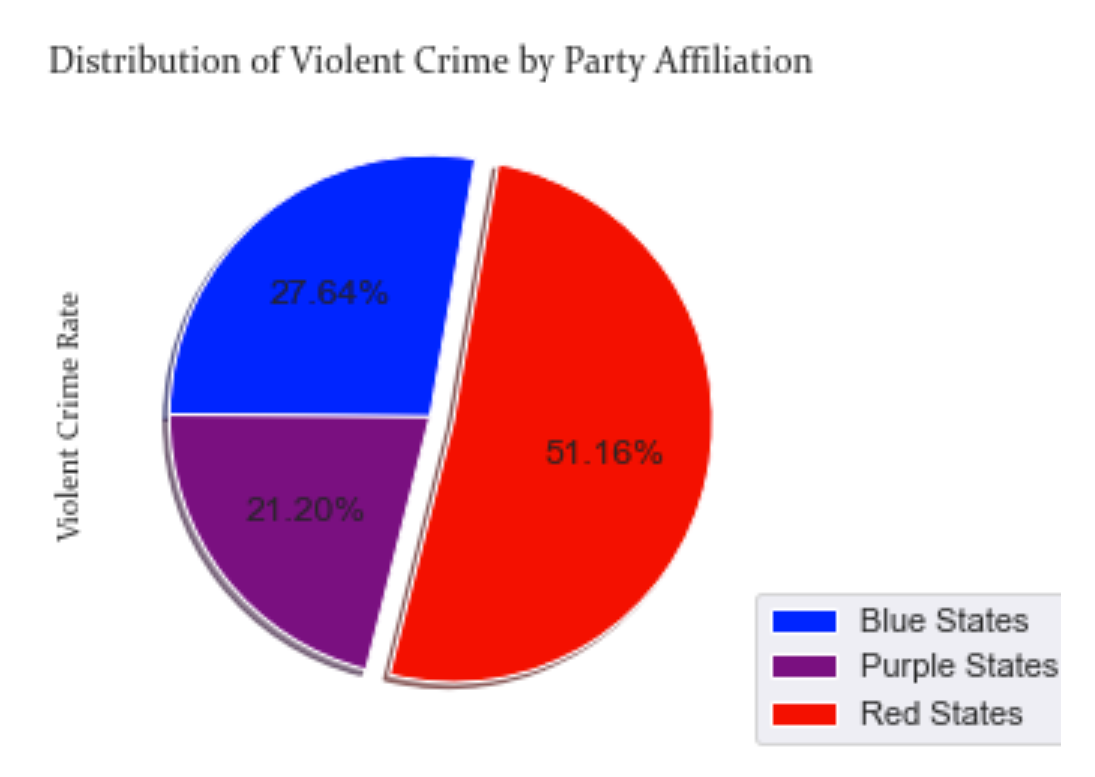 Distribution of Violent Crime by Party Affiliation
27.64%
51.16%
21.20%
Violent Crime Rate
Blue States
Purple States
Red States